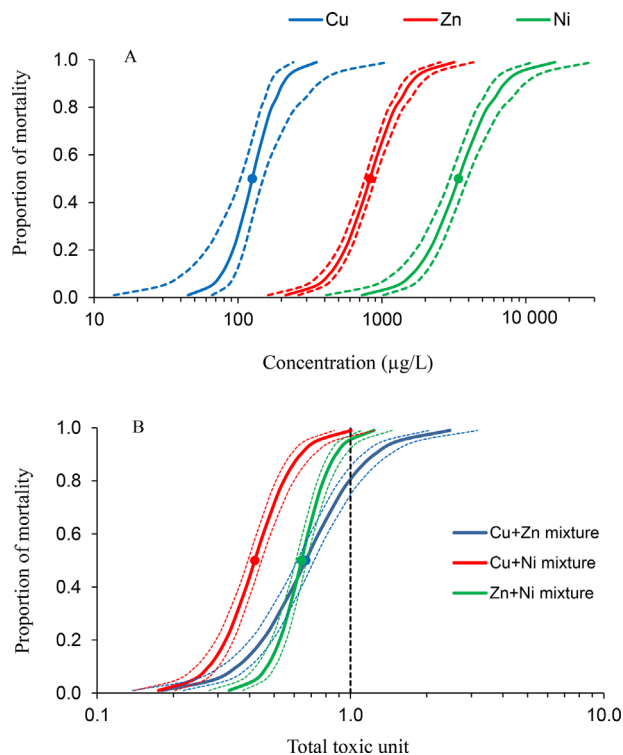 Cu Zn Ni
A
Proportion of mortality
1.0
0.8
0.6
0.4
0.2
0.0
10 100 1000 10 000
Concentration (µg/L)
B
Proportion of mortality
1.0
0.8
0.6
0.4
0.2
0.0
Cu+Zn mixture
Cu+Ni mixture
Zn+Ni mixture
0.1 1.0 10.0
Total toxic unit